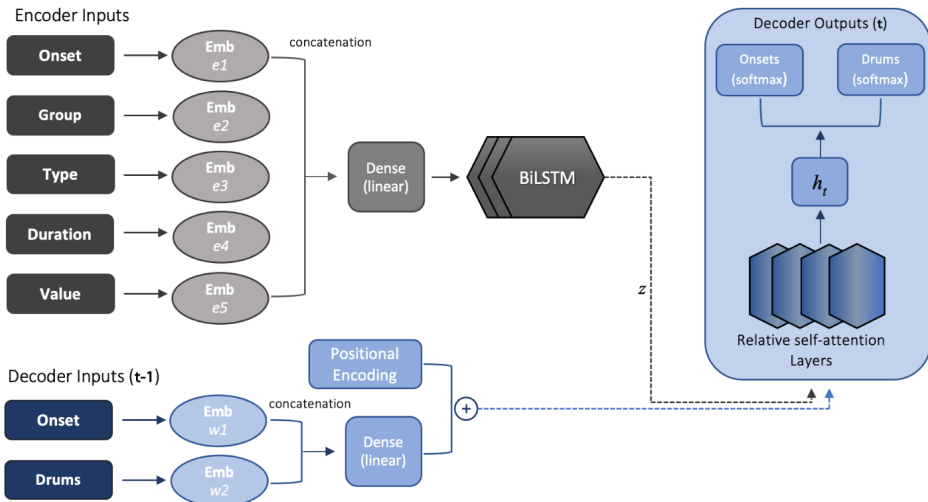 Encoder Inputs
Onset
Emb
e1
concatenation
Group
Emb
e2
Type
Emb
e3
Duration
Emb
e4
Value
Emb
e5
Dense
(linear)
BiLSTM
z
Decoder Inputs (t-1)
Onset
Emb
w1
concatenation
Drums
Emb
w2
Dense
(linear)
Positional
Encoding
+
Decoder Outputs (t)
Onsets
(softmax)
Drums
(softmax)
h_t
Relative self-attention
Layers